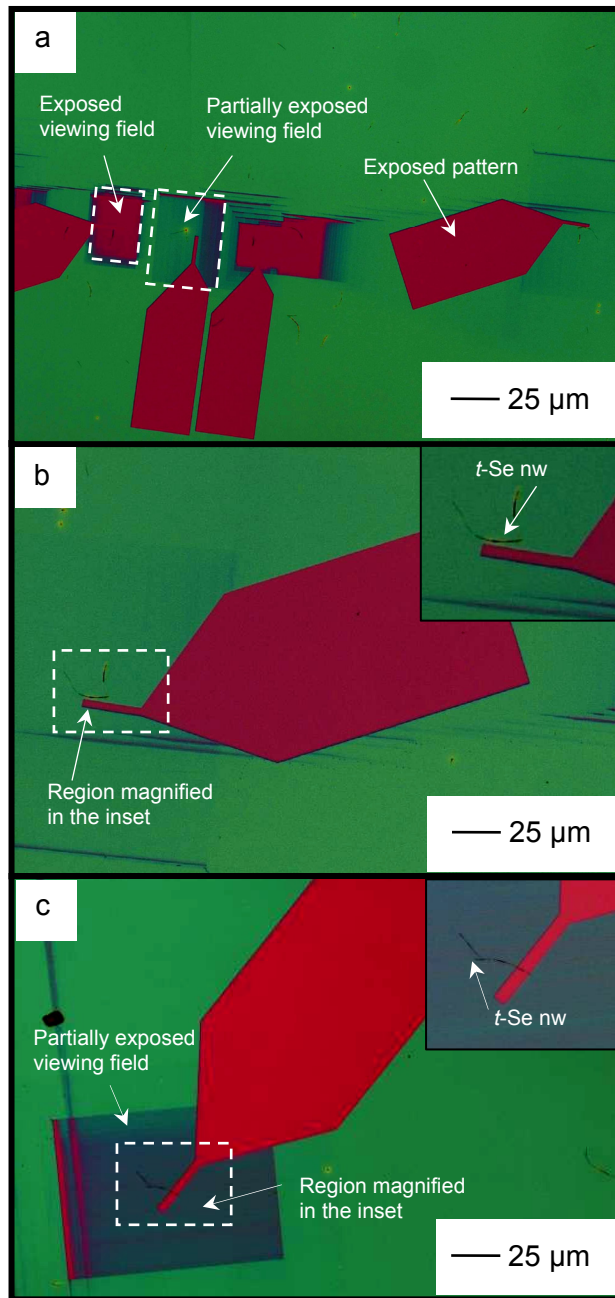 a
Exposed
viewing field
Partially exposed
viewing field
Exposed pattern
25 µm
b
t-Se nw
Region magnified
in the inset
25 µm
c
Partially exposed
viewing field
t-Se nw
Region magnified
in the inset
25 µm